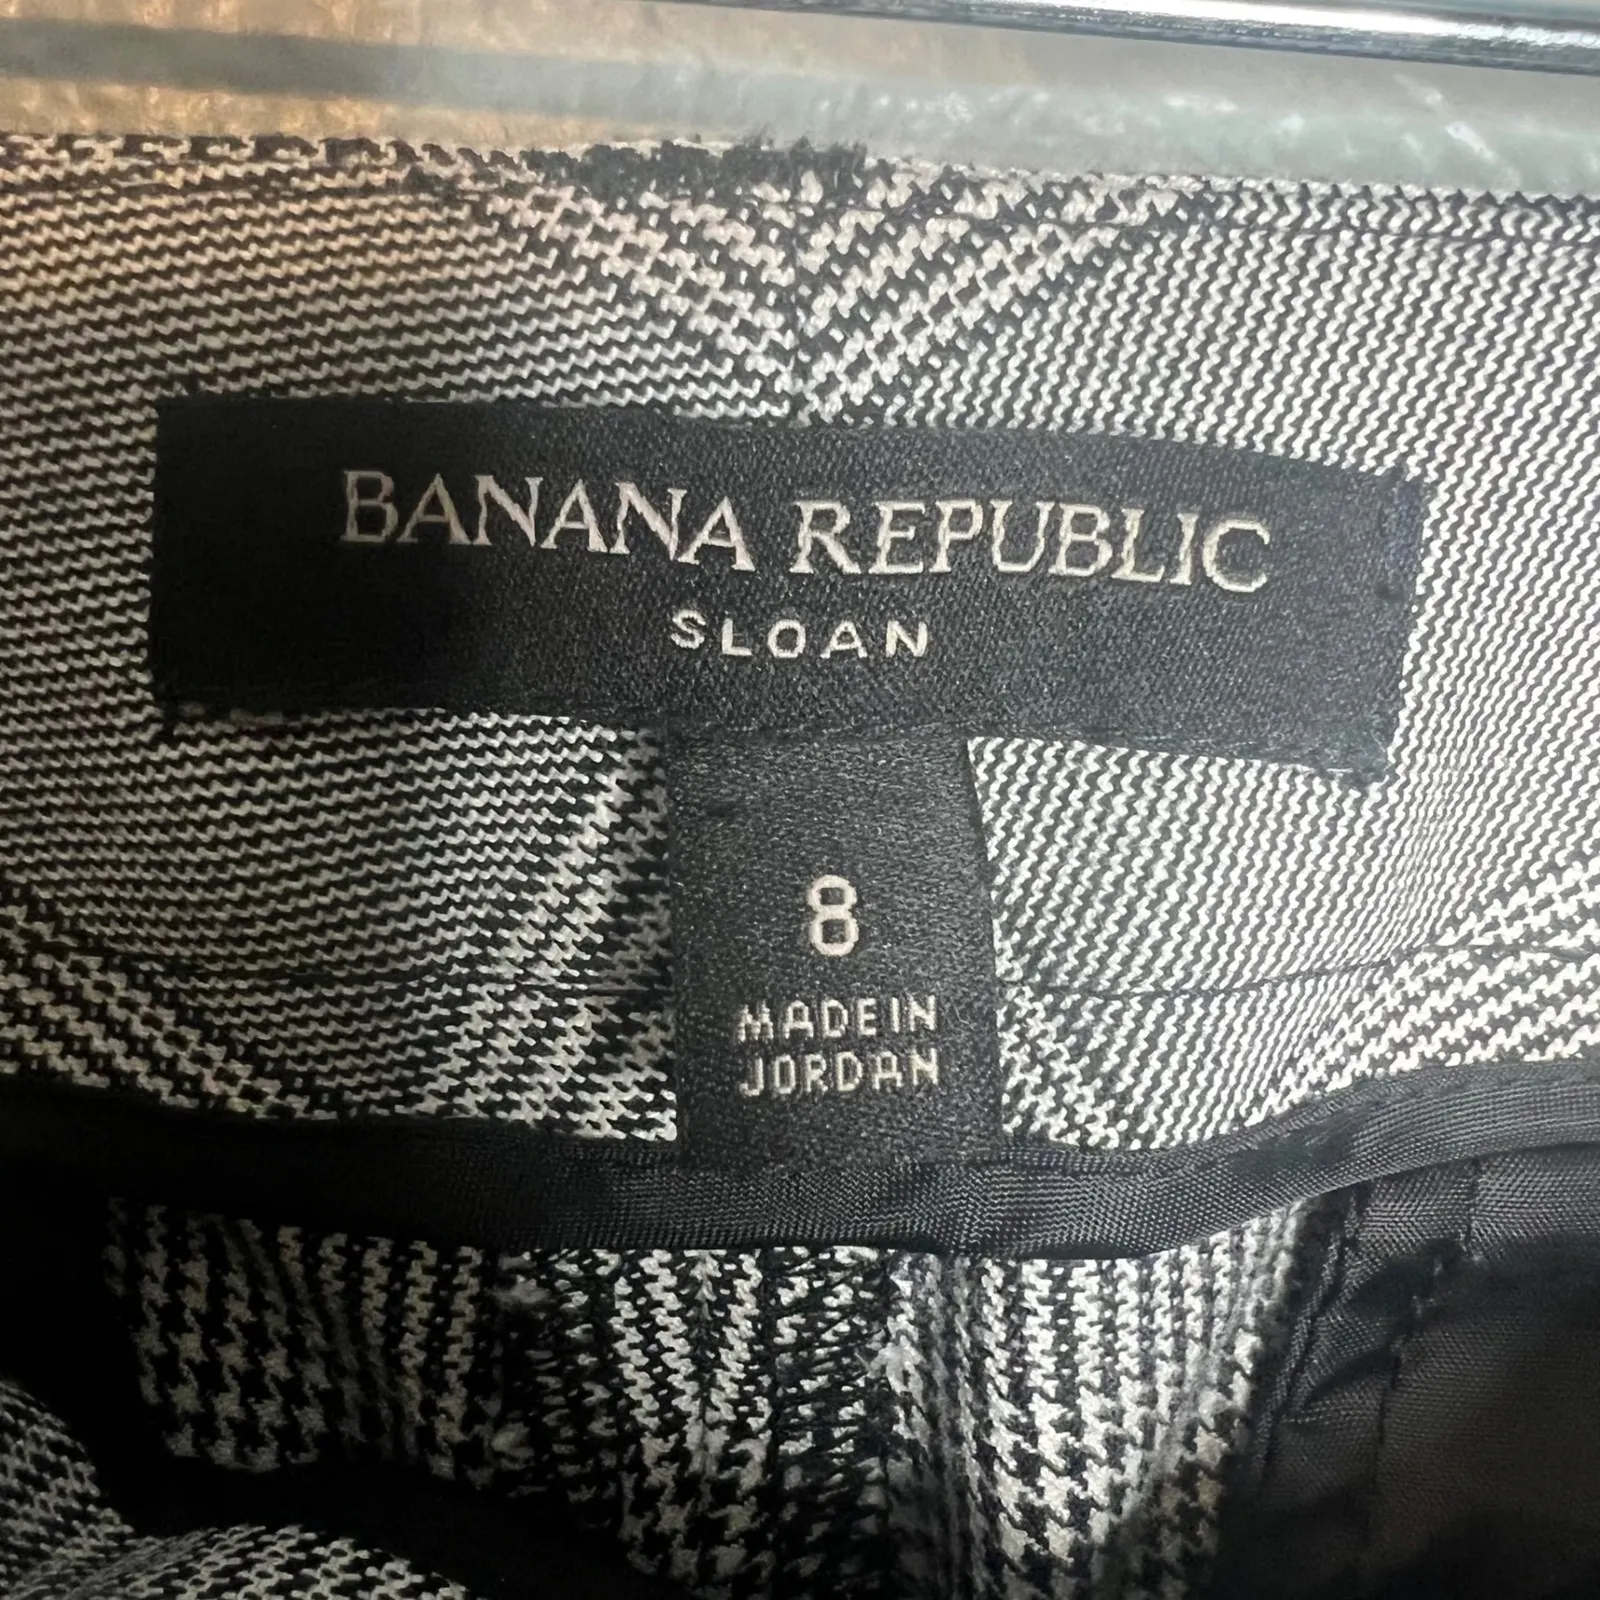 BANANA REPUBLIC
SLOAN
8
MADE IN
JORDAN